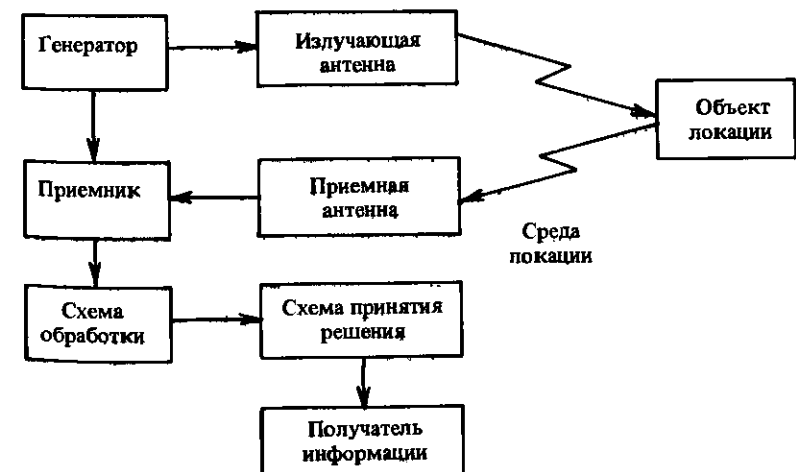 Генератор
Излучающая
антенна
Объект
локации
Приемник
Приемная
антенна
Среда
локации
Схема
обработки
Схема принятия
решения
Получатель
информации